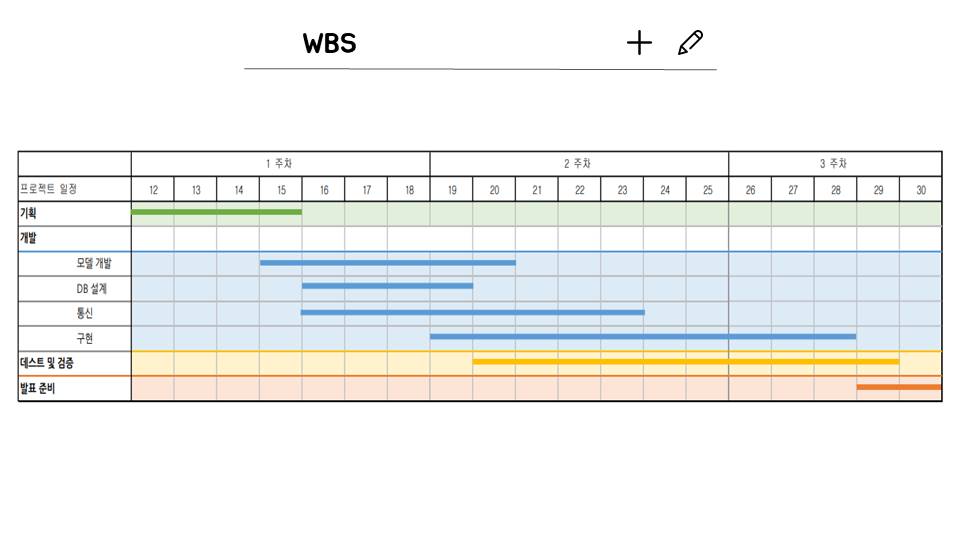 WBS
1 주차 2 주차 3 주차
프로젝트 일정 12 13 14 15 16 17 18 19 20 21 22 23 24 25 26 27 28 29 30
기획
개발
모델 개발
DB 설계
통신
구현
데스트 및 검증
발표 준비